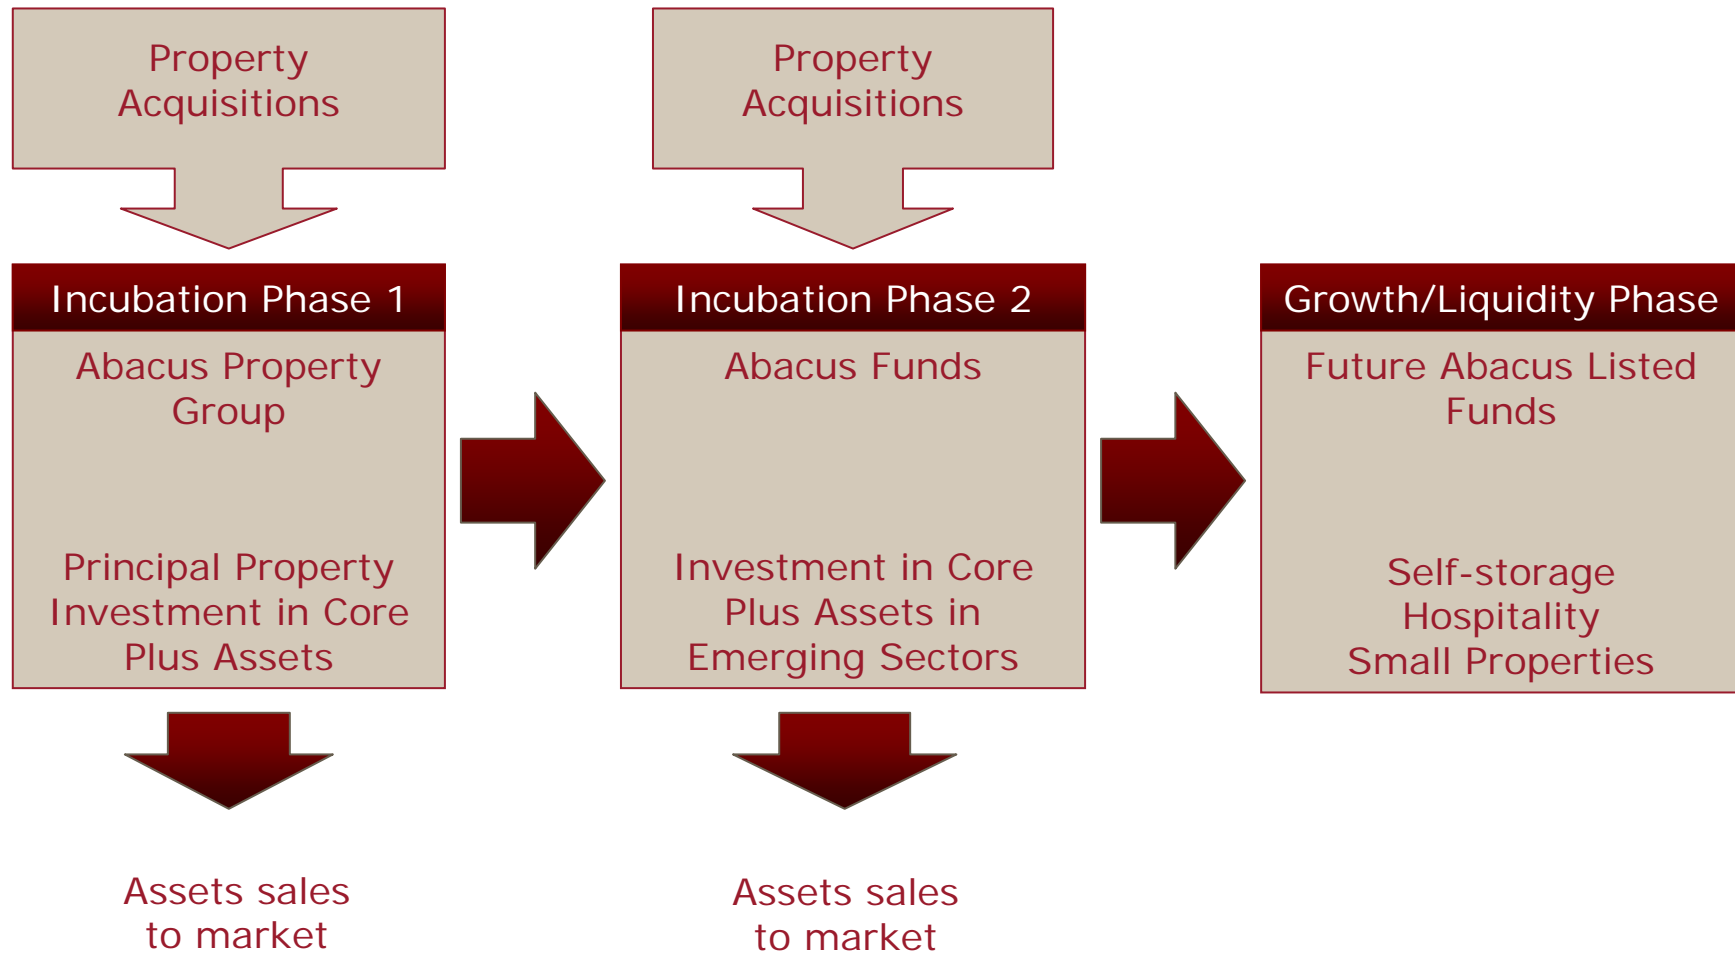 Property
Acquisitions
Property
Acquisitions
Incubation Phase 1
Abacus Property
Group
Principal Property
Investment in Core
Plus Assets
Assets sales
to market
Incubation Phase 2
Abacus Funds
Investment in Core
Plus Assets in
Emerging Sectors
Assets sales
to market
Growth/Liquidity Phase
Future Abacus Listed
Funds
Self-storage
Hospitality
Small Properties